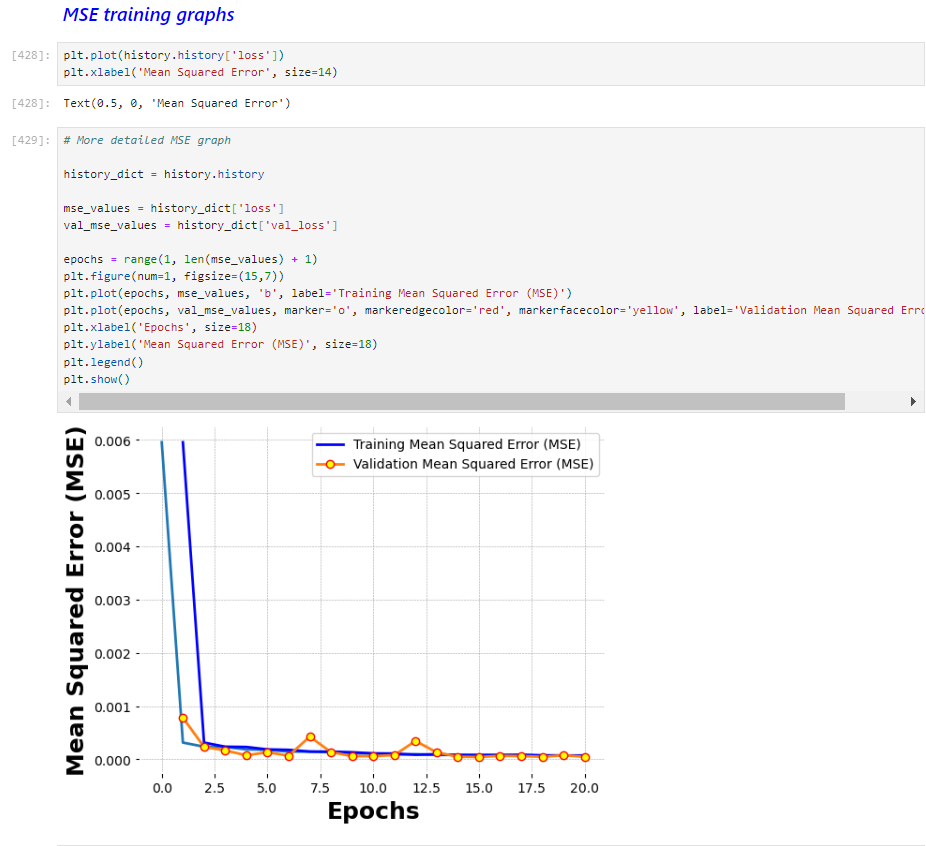 MSE training graphs
[428]: plt.plot(history.history['loss'])
plt.xlabel('Mean Squared Error', size=14)
[428]: Text(0.5, 0, 'Mean Squared Error')
[429]: # More detailed MSE graph
history_dict = history.history
mse_values = history_dict['loss']
val_mse_values = history_dict['val_loss']
epochs = range(1, len(mse_values) + 1)
plt.figure(num=1, figsize=(15,7))
plt.plot(epochs, mse_values, 'b', label='Training Mean Squared Error (MSE)')
plt.plot(epochs, val_mse_values, marker='o', markeredgecolor='red', markerfacecolor='yellow', label='Validation Mean Squared Erro
plt.xlabel('Epochs', size=18)
plt.ylabel('Mean Squared Error (MSE)', size=18)
plt.legend()
plt.show()
Mean Squared Error (MSE)
0.006
0.005
0.004
0.003
0.002
0.001
0.000
Training Mean Squared Error (MSE)
Validation Mean Squared Error (MSE)
0.0 2.5 5.0 7.5 10.0 12.5 15.0 17.5 20.0
Epochs